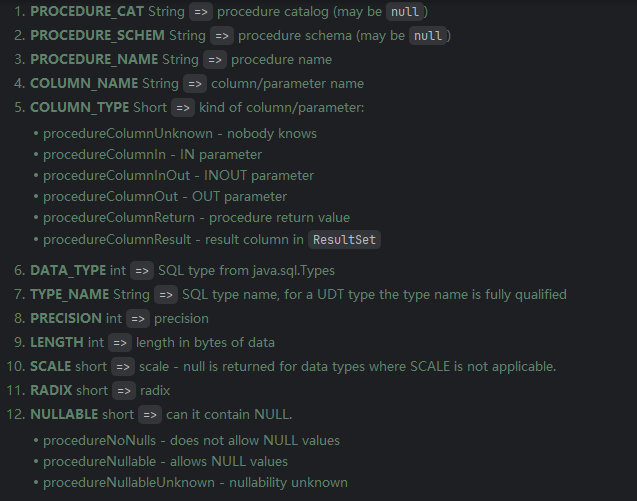 1. PROCEDURE_CAT String => procedure catalog (may be null)
2. PROCEDURE_SCHEM String => procedure schema (may be null)
3. PROCEDURE_NAME String => procedure name
4. COLUMN_NAME String => column/parameter name
5. COLUMN_TYPE Short => kind of column/parameter:
• procedureColumnUnknown - nobody knows
• procedureColumnIn - IN parameter
• procedureColumnInOut - INOUT parameter
• procedureColumnOut - OUT parameter
• procedureColumnReturn - procedure return value
• procedureColumnResult - result column in ResultSet
6. DATA_TYPE int => SQL type from java.sql.Types
7. TYPE_NAME String => SQL type name, for a UDT type the type name is fully qualified
8. PRECISION int => precision
9. LENGTH int => length in bytes of data
10. SCALE short => scale - null is returned for data types where SCALE is not applicable.
11. RADIX short => radix
12. NULLABLE short => can it contain NULL.
• procedureNoNulls - does not allow NULL values
• procedureNullable - allows NULL values
• procedureNullableUnknown - nullability unknown